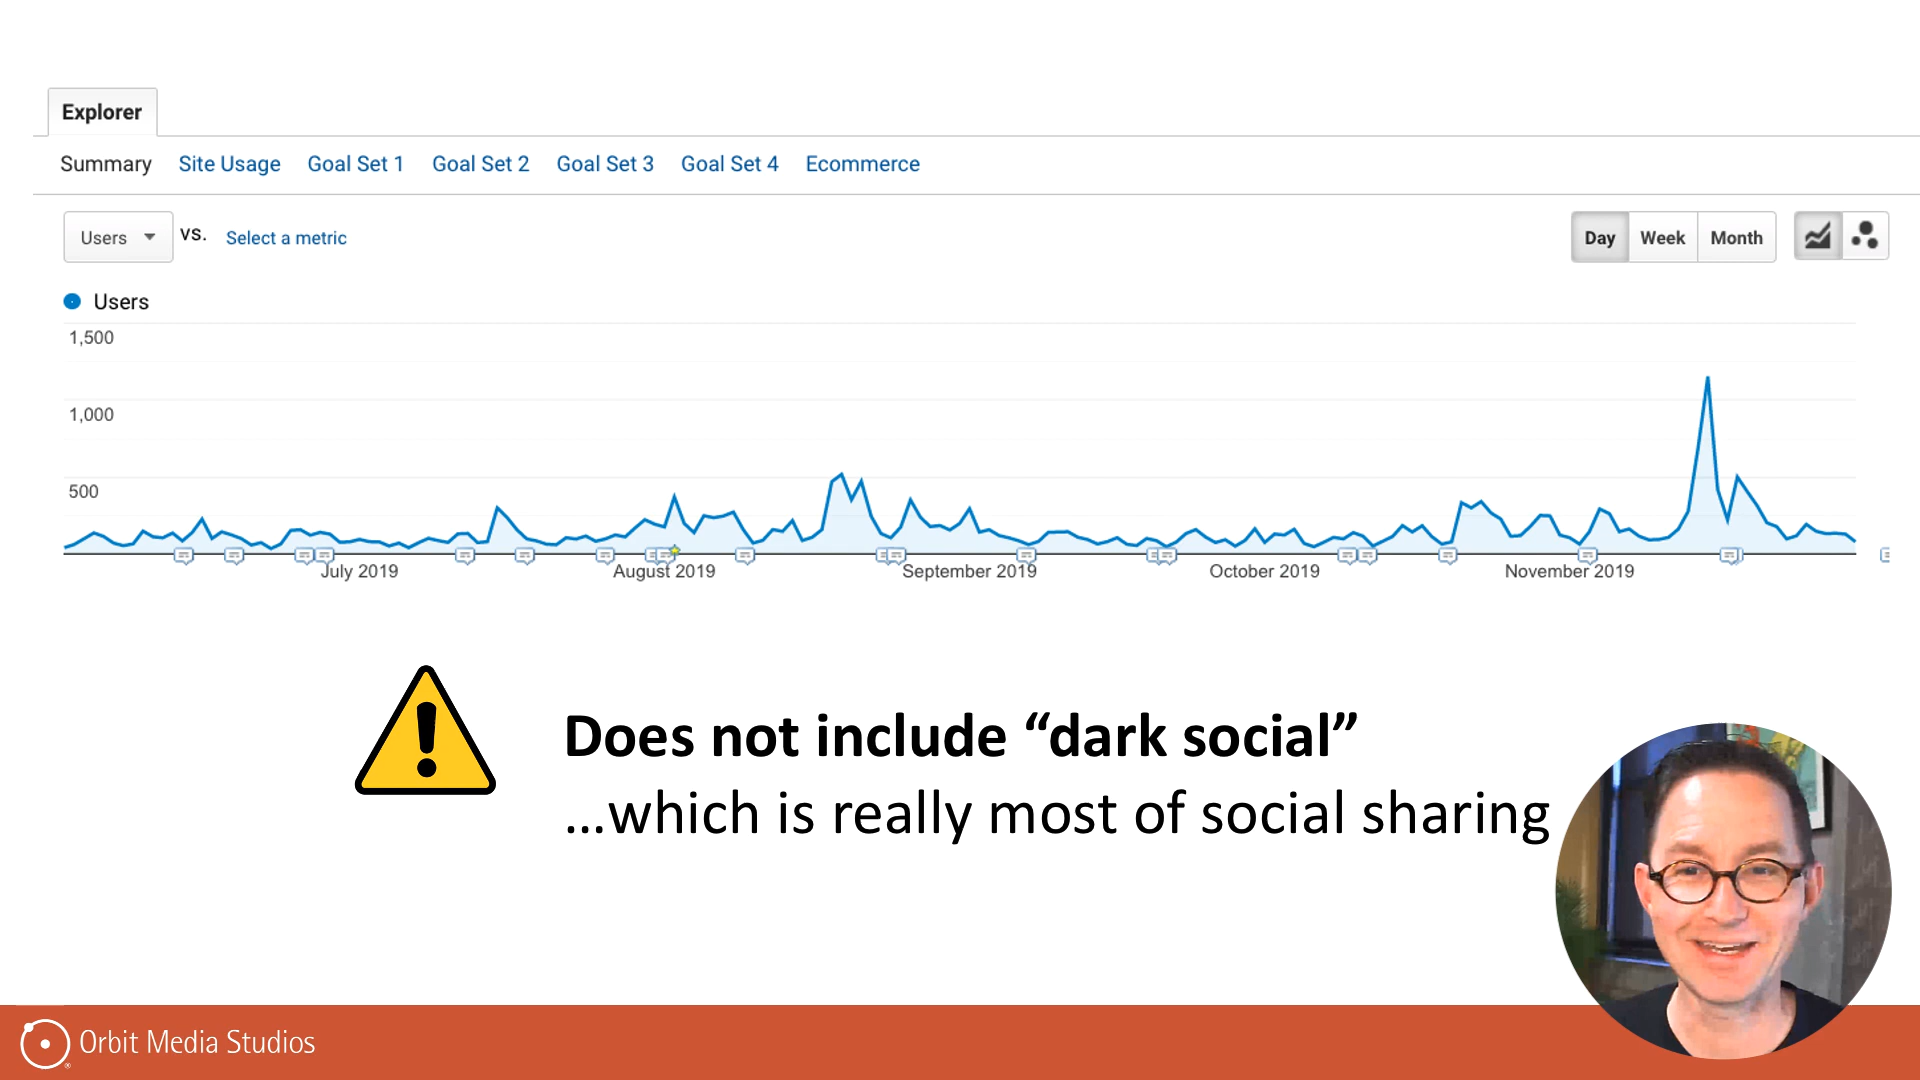 Explorer
Summary Site Usage Goal Set 1 Goal Set 2 Goal Set 3 Goal Set 4 Ecommerce
Users vs. Select a metric Day Week Month
Users
1,500
1,000
500
July 2019 August 2019 September 2019 October 2019 November 2019
Does not include “dark social”
...which is really most of social sharing
Orbit Media Studios®